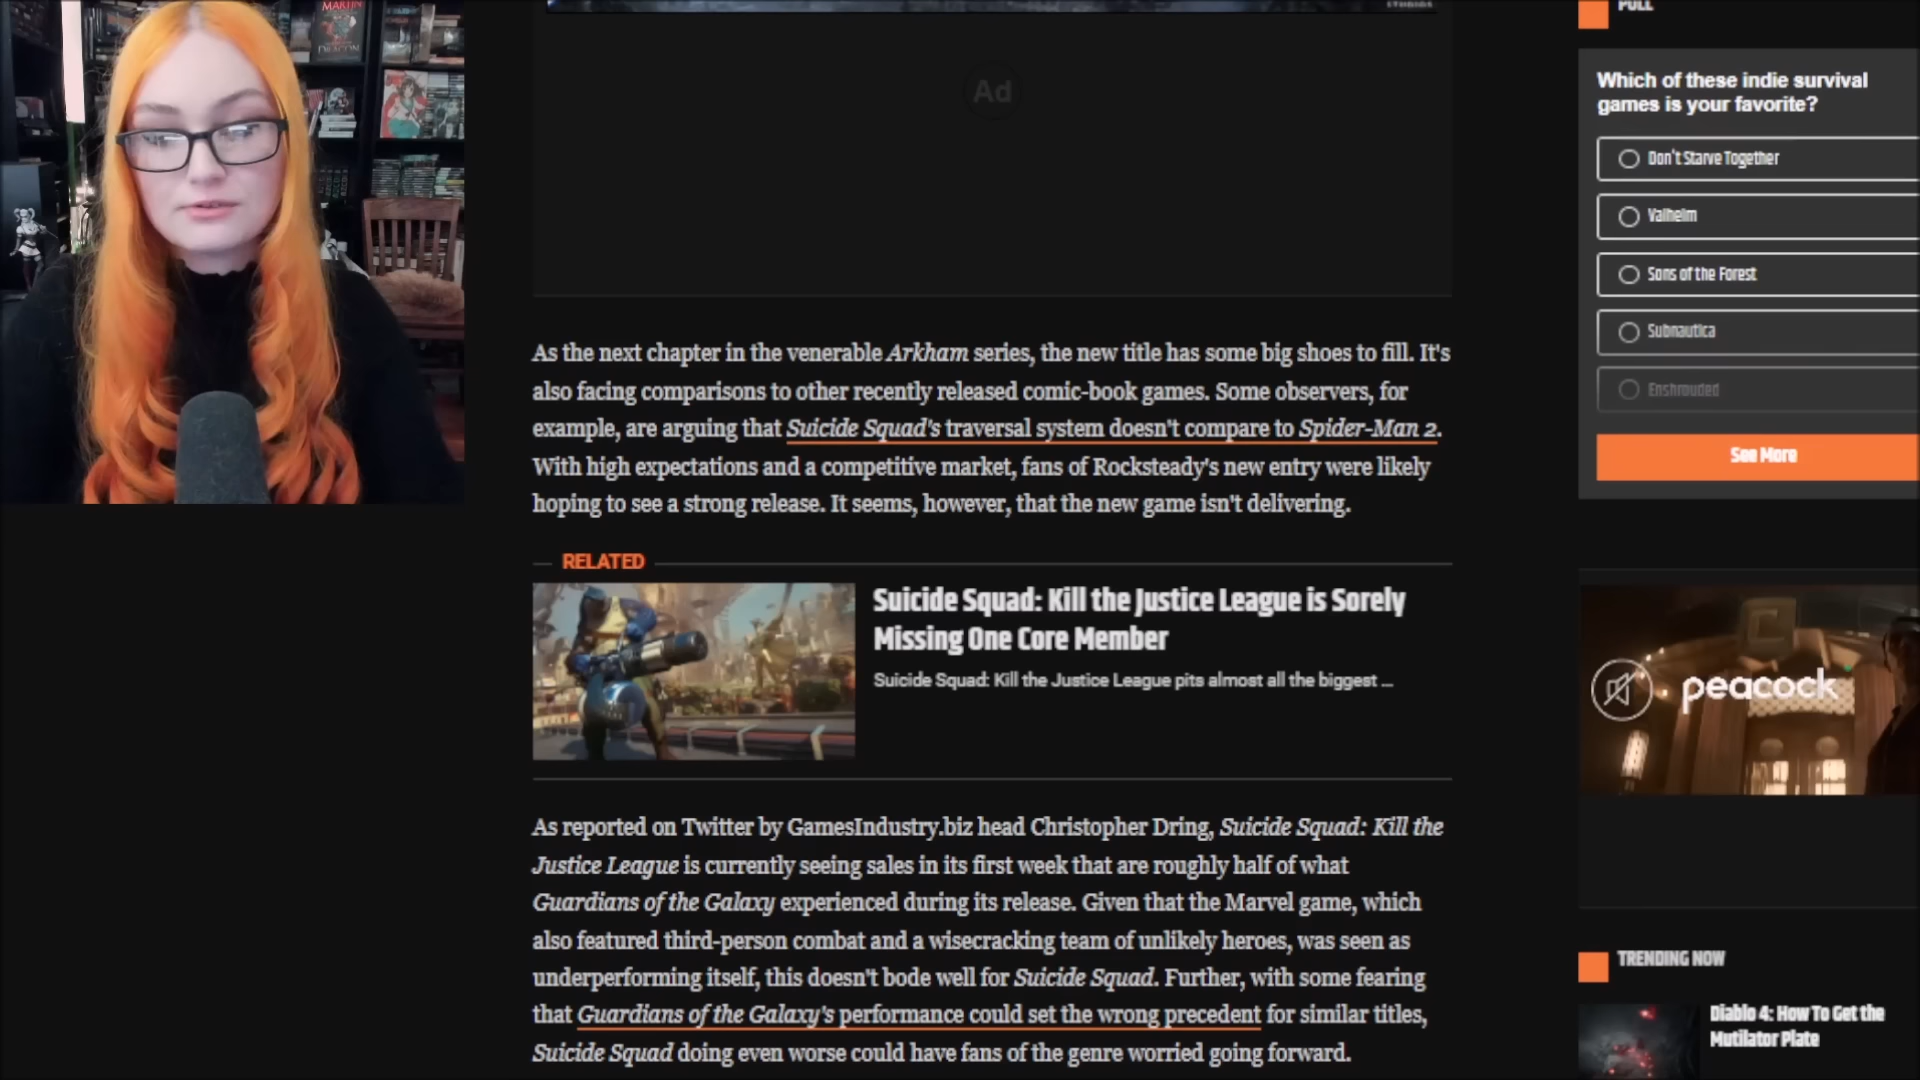 MARTIN
DRAGON
STUDIOS
Ad
As the next chapter in the venerable Arkham series, the new title has some big shoes to fill. It's
also facing comparisons to other recently released comic-book games. Some observers, for
example, are arguing that Suicide Squad's traversal system doesn't compare to Spider-Man 2.
With high expectations and a competitive market, fans of Rocksteady's new entry were likely
hoping to see a strong release. It seems, however, that the new game isn't delivering.
RELATED
Suicide Squad: Kill the Justice League is Sorely
Missing One Core Member
Suicide Squad: Kill the Justice League pits almost all the biggest ...
As reported on Twitter by GamesIndustry.biz head Christopher Dring, Suicide Squad: Kill the
Justice League is currently seeing sales in its first week that are roughly half of what
Guardians of the Galaxy experienced during its release. Given that the Marvel game, which
also featured third-person combat and a wisecracking team of unlikely heroes, was seen as
underperforming itself, this doesn't bode well for Suicide Squad. Further, with some fearing
that Guardians of the Galaxy's performance could set the wrong precedent for similar titles,
Suicide Squad doing even worse could have fans of the genre worried going forward.
POLL
Which of these indie survival
games is your favorite?
Don't Starve Together
Valheim
Sons of the Forest
Subnautica
Enshrouded
See More
peacock
TRENDING NOW
Diablo 4: How To Get the
Mutilator Plate